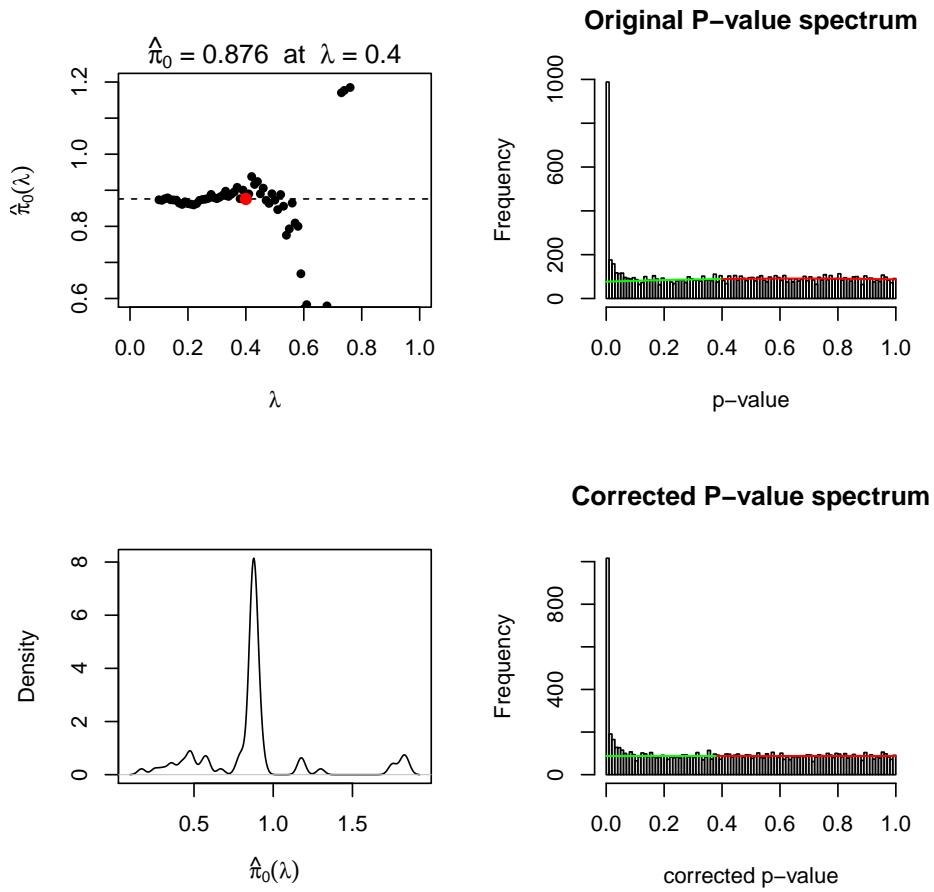 π̂₀ = 0.876 at λ = 0.4
π̂₀(λ)
1.2
1.0
0.8
0.6
0.0 0.2 0.4 0.6 0.8 1.0
λ
Original P−value spectrum
Frequency
1000
600
200
0
0.0 0.2 0.4 0.6 0.8 1.0
p−value
Density
8
6
4
2
0
0.5 1.0 1.5
π̂₀(λ)
Corrected P−value spectrum
Frequency
800
400
0
0.0 0.2 0.4 0.6 0.8 1.0
corrected p−value